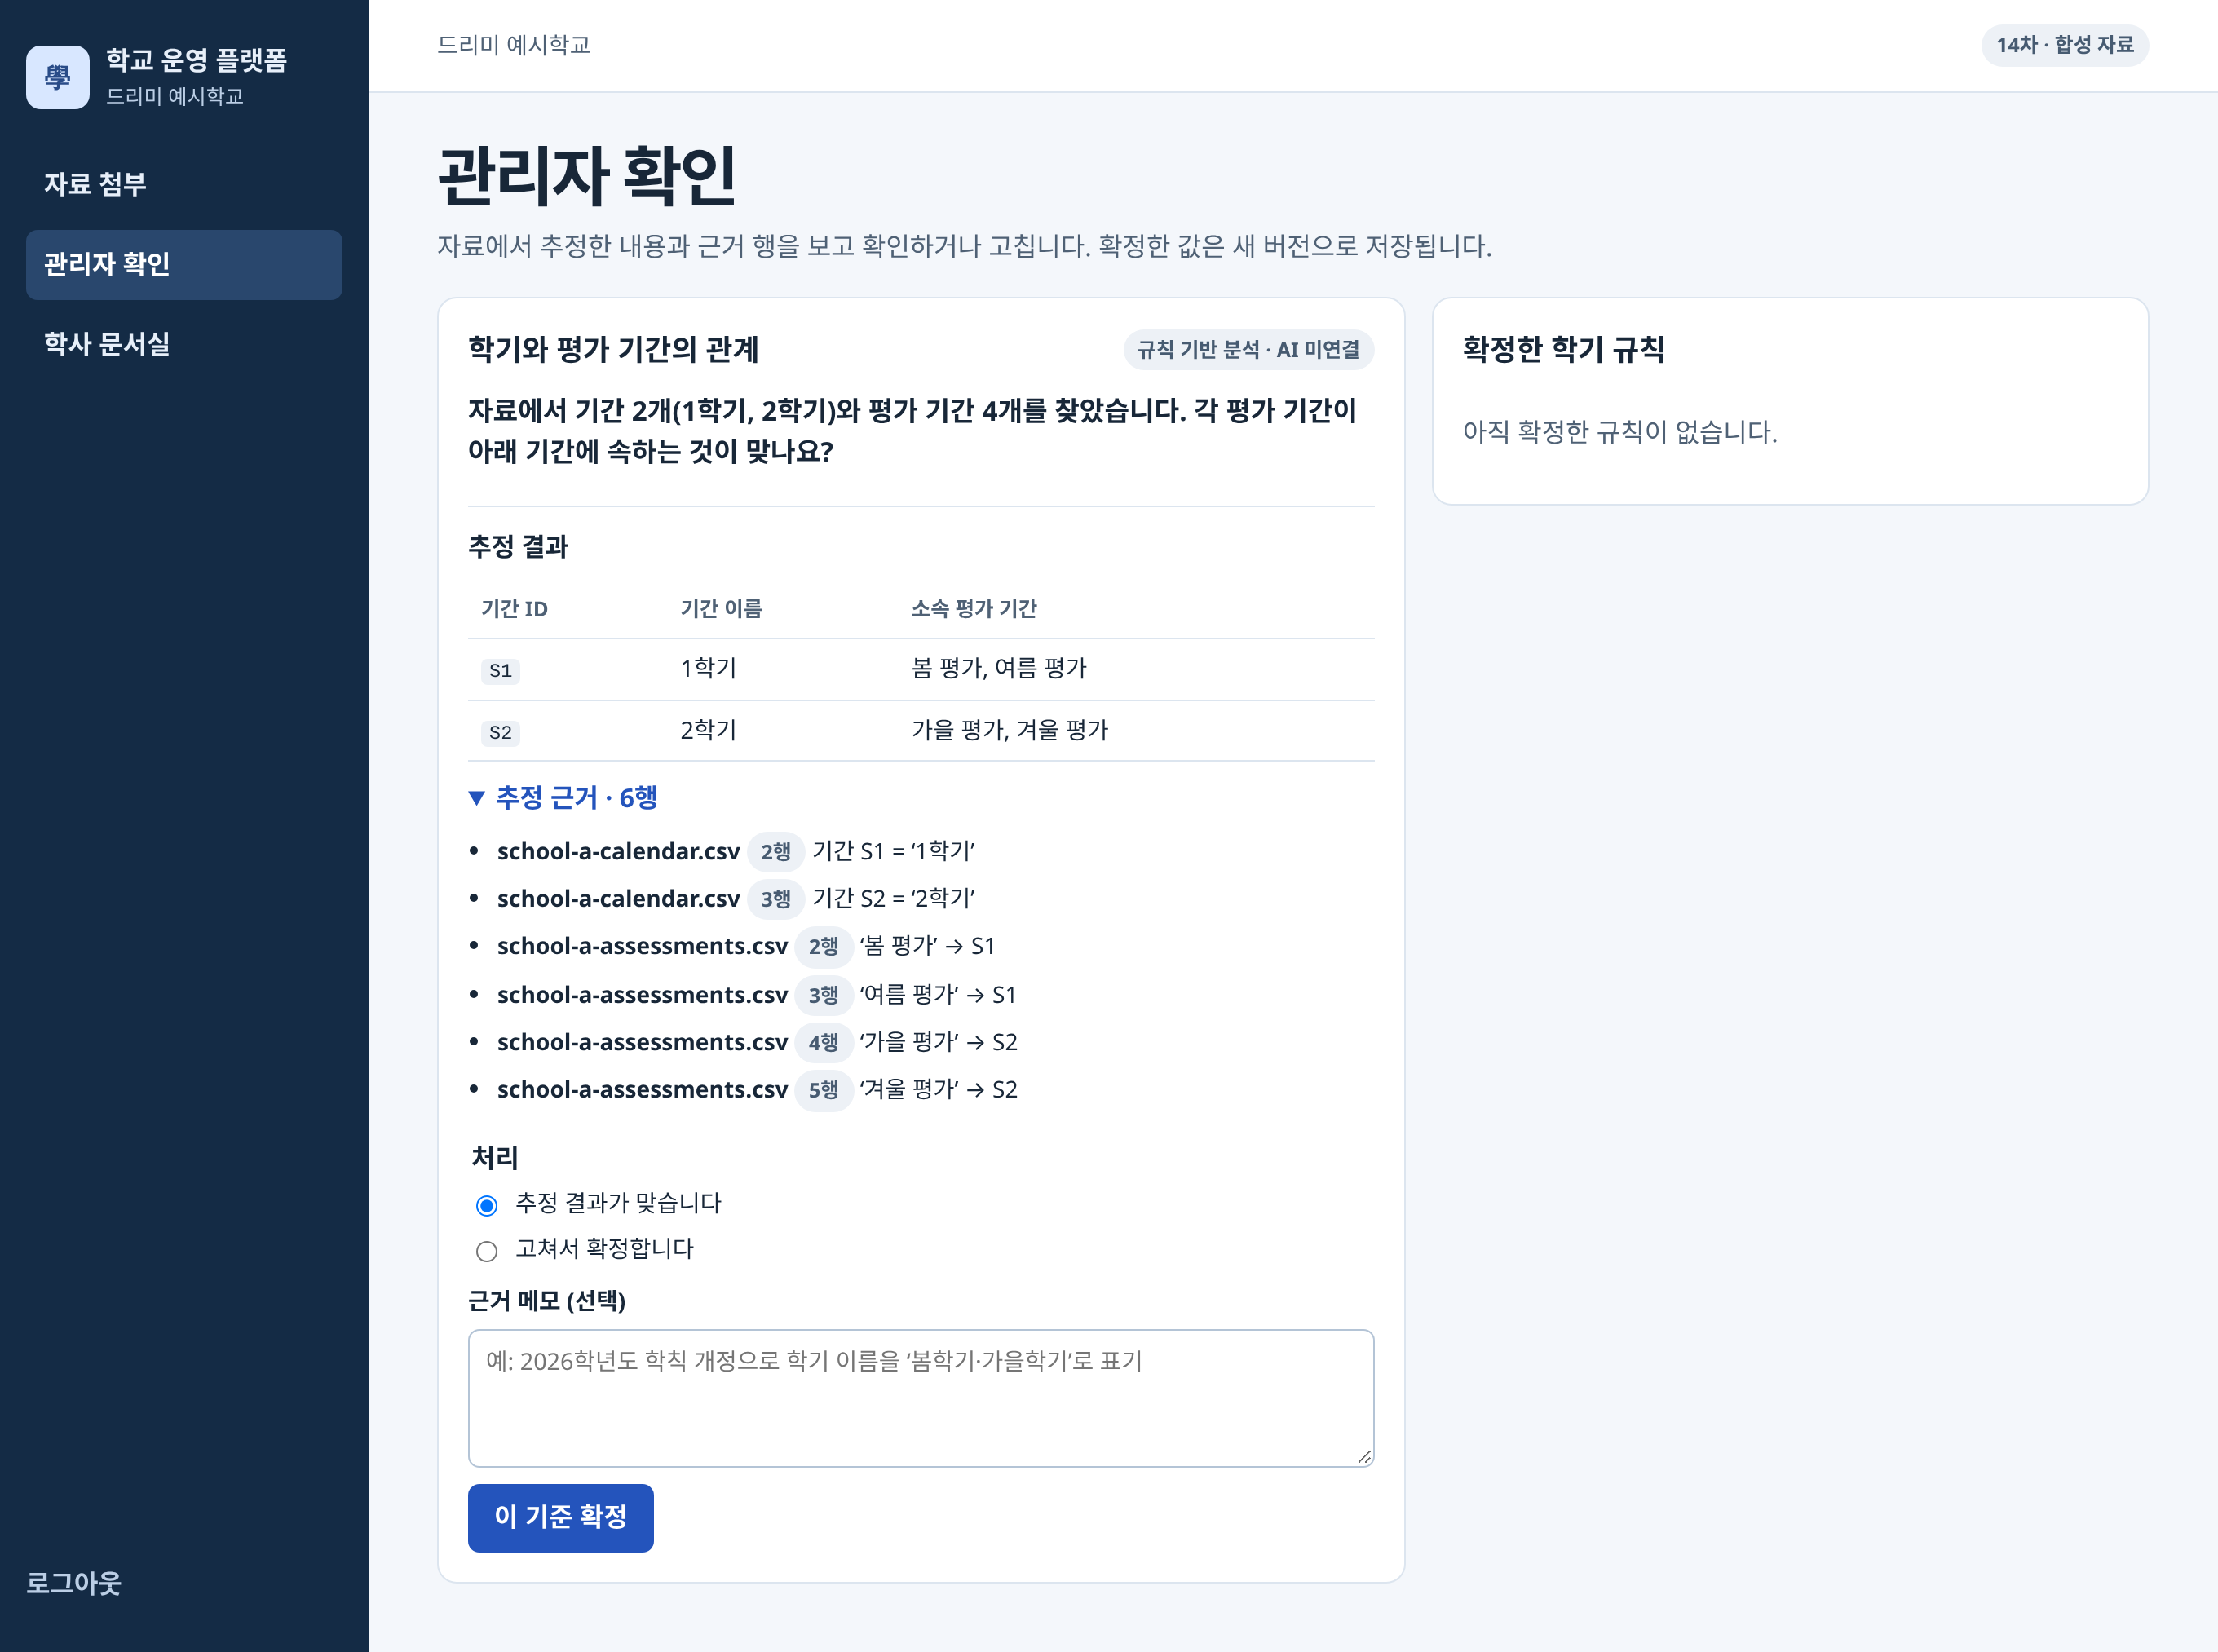 學
학교 운영 플랫폼
드리미 예시학교
자료 첨부
관리자 확인
학사 문서실
로그아웃
드리미 예시학교
14차 · 합성 자료
관리자 확인
자료에서 추정한 내용과 근거 행을 보고 확인하거나 고칩니다. 확정한 값은 새 버전으로 저장됩니다.
학기와 평가 기간의 관계
규칙 기반 분석 · AI 미연결
자료에서 기간 2개(1학기, 2학기)와 평가 기간 4개를 찾았습니다. 각 평가 기간이
아래 기간에 속하는 것이 맞나요?
추정 결과
기간 ID 기간 이름 소속 평가 기간
S1 1학기 봄 평가, 여름 평가
S2 2학기 가을 평가, 겨울 평가
▼ 추정 근거 · 6행
• school-a-calendar.csv 2행 기간 S1 = ‘1학기’
• school-a-calendar.csv 3행 기간 S2 = ‘2학기’
• school-a-assessments.csv 2행 ‘봄 평가’ → S1
• school-a-assessments.csv 3행 ‘여름 평가’ → S1
• school-a-assessments.csv 4행 ‘가을 평가’ → S2
• school-a-assessments.csv 5행 ‘겨울 평가’ → S2
처리
추정 결과가 맞습니다
고쳐서 확정합니다
근거 메모 (선택)
예: 2026학년도 학칙 개정으로 학기 이름을 ‘봄학기·가을학기’로 표기
이 기준 확정
확정한 학기 규칙
아직 확정한 규칙이 없습니다.